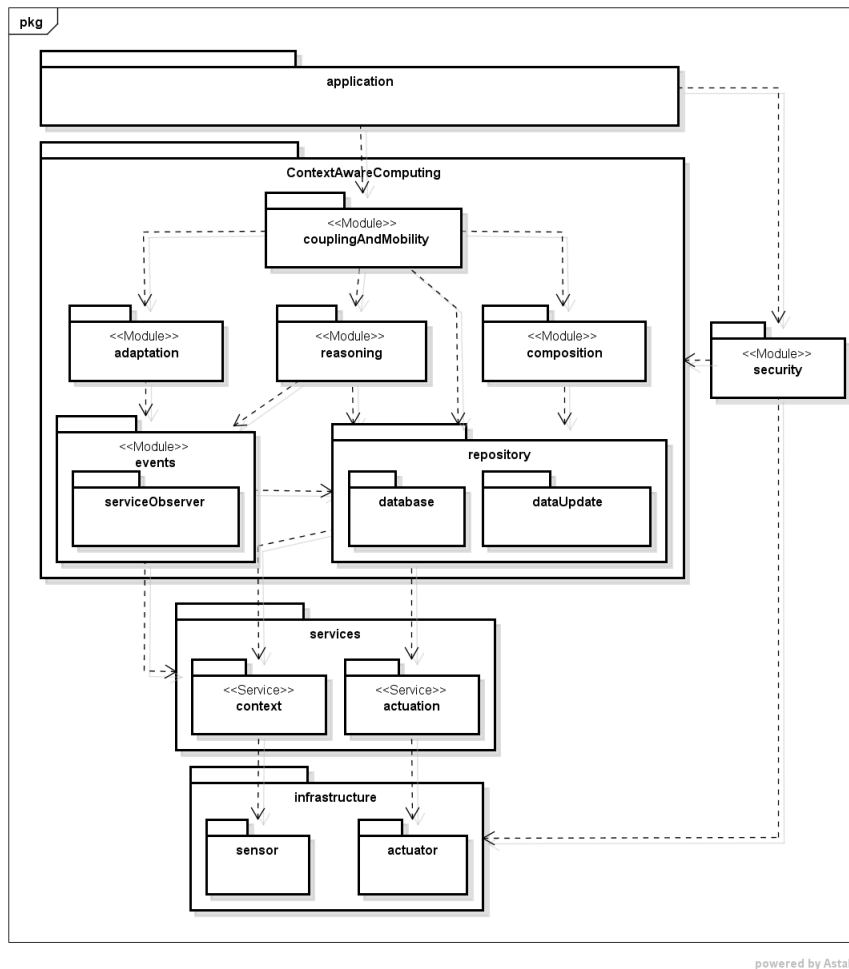 pkg
application
ContextAwareComputing
<<Module>>
couplingAndMobility
<<Module>>
adaptation
<<Module>>
reasoning
<<Module>>
composition
<<Module>>
security
<<Module>>
events
serviceObserver
repository
database
dataUpdate
services
<<Service>>
context
<<Service>>
actuation
infrastructure
sensor
actuator
powered by Asta